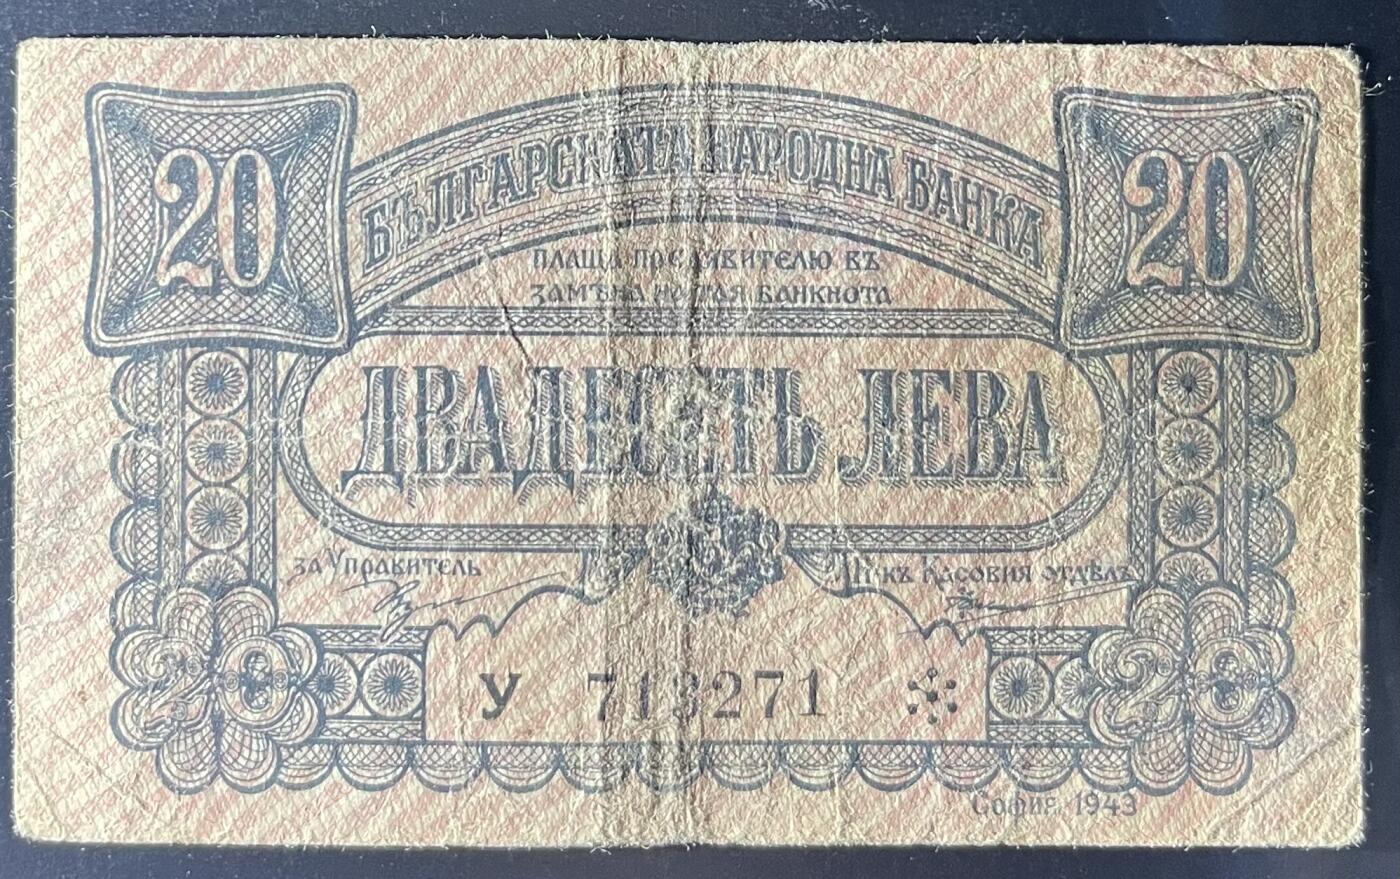 20 БЪЛГАРСКАТА НАРОДНА БАНКА 20
ПЛАЩА ПРЕДЯВИТЕЛЮ ВЪ
ЗАМѢНА НА ТАЯ БАНКНОТА
ДВАДЕСЕТЬ ЛЕВА
ЗА УПРАВИТЕЛЬ Н-КЪ КАСОВИЯ ОТДѢЛЪ
20 У 713271 20
София. 1943